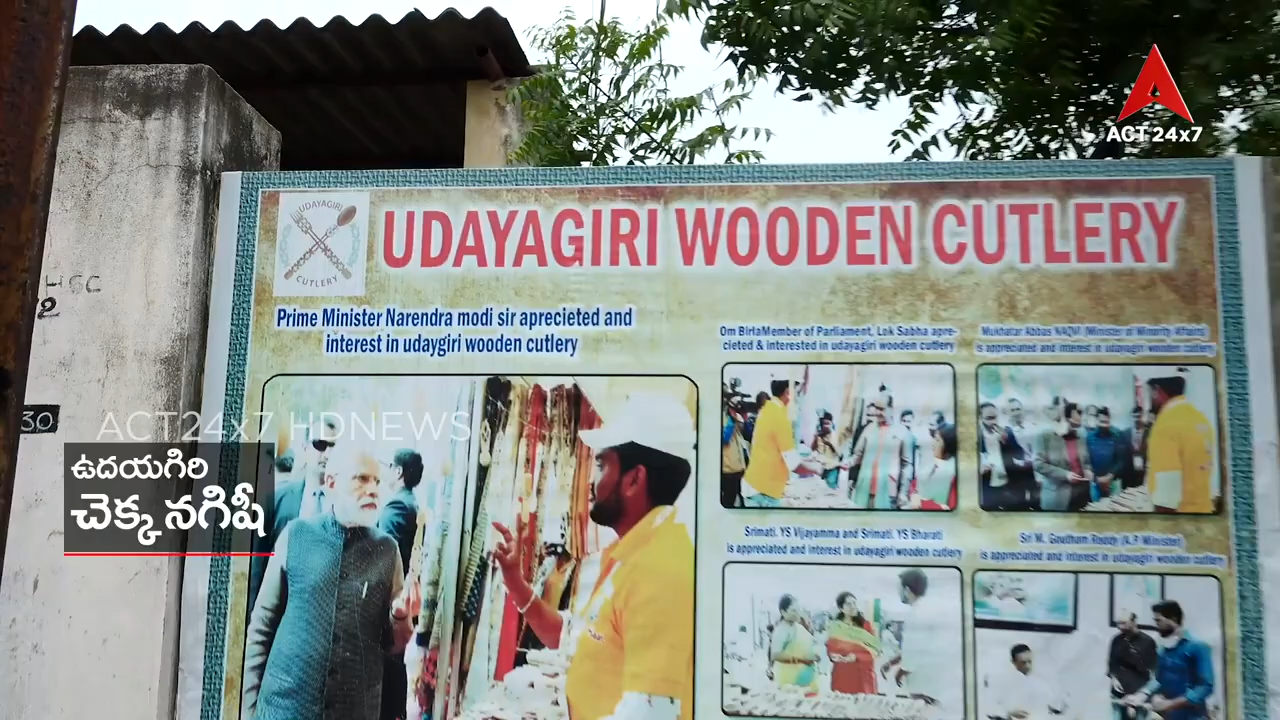 ACT 24x7
UDAYAGIRI
CUTLERY
UDAYAGIRI WOODEN CUTLERY
Prime Minister Narendra modi sir aprecieted and
interest in udaygiri wooden cutlery
Om BirlaMember of Parliament, Lok Sabha apre-
cieted & interested in udayagiri wooden cutlery
Mukhatar Abbas NAQVI (Minister of Minority Affairs)
is appreciated and interest in udayagiri wooden cutlery
Srimati. YS Vijayamma and Srimati. YS Bharati
is appreciated and interest in udayagiri wooden cutlery
Sri M. Goutham Reddy (A.P Minister)
is appreciated and interest in udayagiri wooden cutlery
HSC
2
30
ACT24x7 HDNEWS
ఉదయగిరి
చెక్క నగిషీ